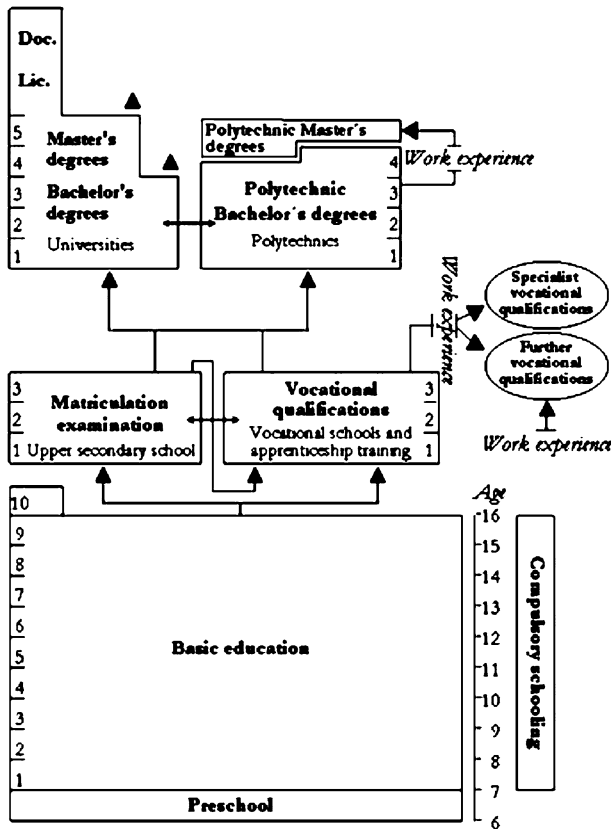 Doc.
Lic.
5
4
3
2
1
Master's
degrees
Bachelor's
degrees
Universities
Polytechnic Master´s
degrees
Polytechnic
Bachelor´s degrees
Polytechnics
4
3
2
1
Work experience
Work experience
Specialist
vocational
qualifications
Further
vocational
qualifications
Work experience
3
2
1
Matriculation
examination
Upper secondary school
Vocational
qualifications
Vocational schools and
apprenticeship training
3
2
1
10
9
8
7
6
5
4
3
2
1
Basic education
Preschool
Age
16
15
14
13
12
11
10
9
8
7
6
Compulsory schooling